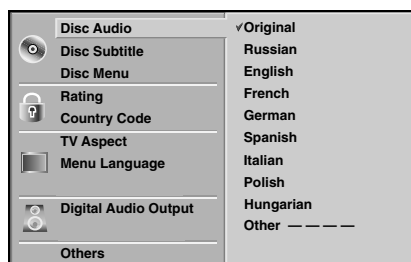 Disc Audio
Disc Subtitle
Disc Menu
Rating
Country Code
TV Aspect
Menu Language
Digital Audio Output
Others
✓Original
Russian
English
French
German
Spanish
Italian
Polish
Hungarian
Other — — — —